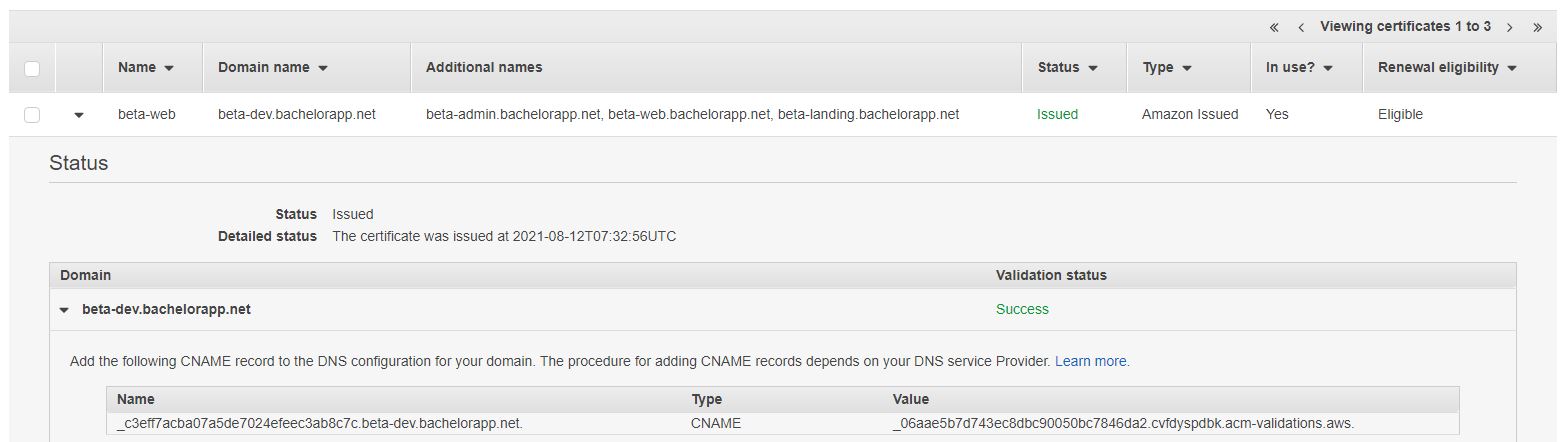 « ‹ Viewing certificates 1 to 3 › »
Name Domain name Additional names Status Type In use? Renewal eligibility
beta-web beta-dev.bachelorapp.net beta-admin.bachelorapp.net, beta-web.bachelorapp.net, beta-landing.bachelorapp.net Issued Amazon Issued Yes Eligible
Status
Status Issued
Detailed status The certificate was issued at 2021-08-12T07:32:56UTC
Domain Validation status
beta-dev.bachelorapp.net Success
Add the following CNAME record to the DNS configuration for your domain. The procedure for adding CNAME records depends on your DNS service Provider. Learn more.
Name Type Value
_c3eff7acba07a5de7024efeec3ab8c7c.beta-dev.bachelorapp.net. CNAME _06aae5b7d743ec8dbc90050bc7846da2.cvfdyspdbk.acm-validations.aws.